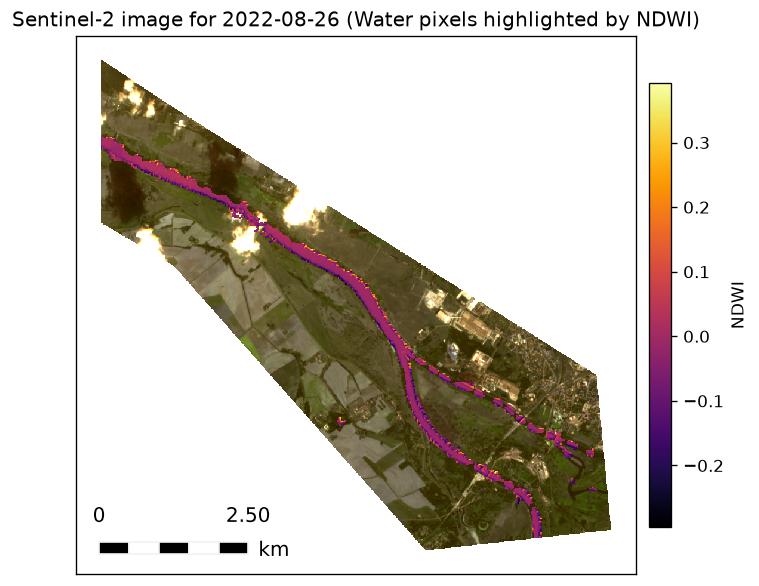 Sentinel-2 image for 2022-08-26 (Water pixels highlighted by NDWI)
0.3
0.2
0.1
0.0
−0.1
−0.2
NDWI
0 2.50
km